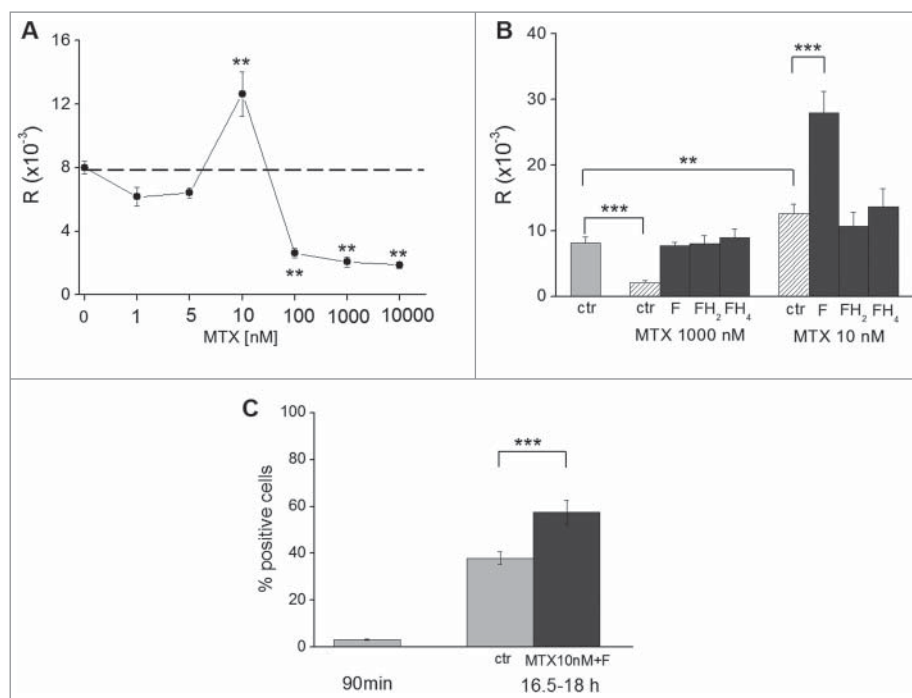 A
16
12
8
4
0
R (x10⁻³)
**
**
**
**
0 1 5 10 100 1000 10000
MTX [nM]
B
40
30
20
10
0
R (x10⁻³)
***
**
***
ctr ctr F FH₂ FH₄ ctr F FH₂ FH₄
MTX 1000 nM MTX 10 nM
C
100
80
60
40
20
0
% positive cells
***
ctr MTX10nM+F
90min 16.5-18 h